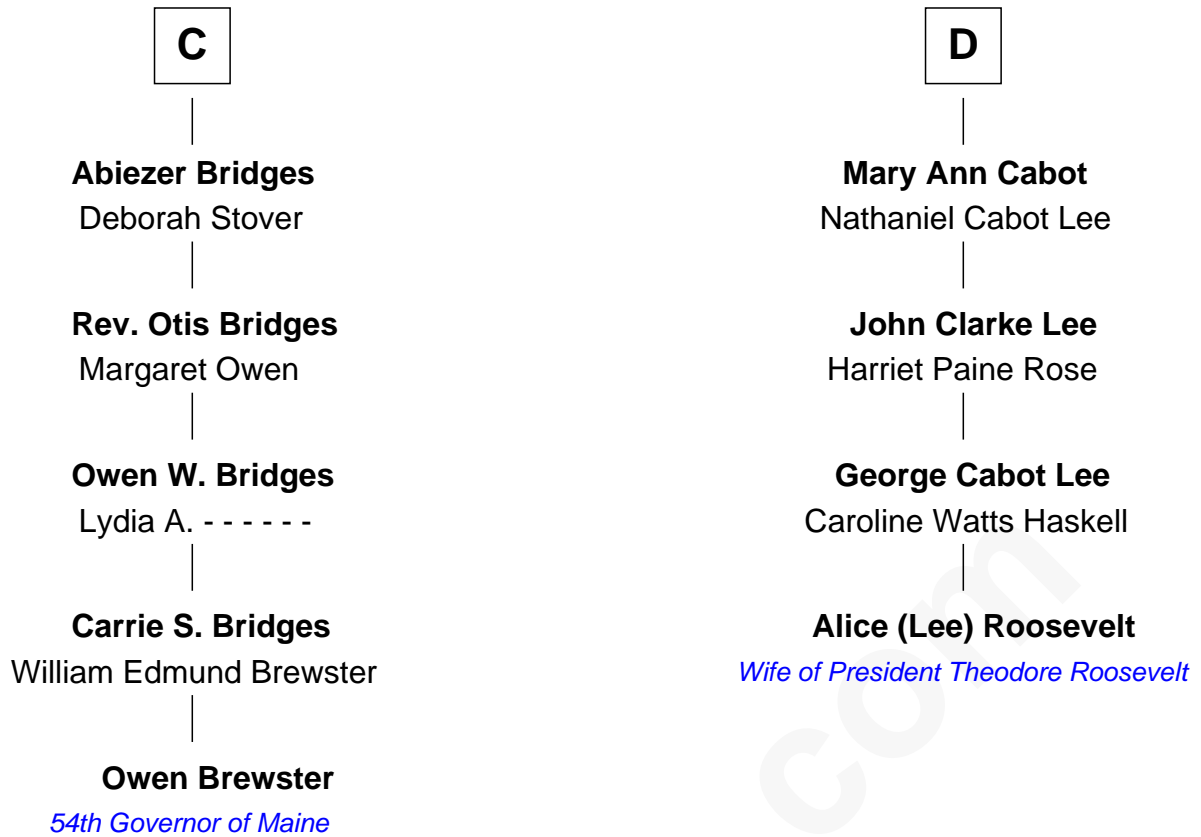 C
Abiezer Bridges
Deborah Stover
Rev. Otis Bridges
Margaret Owen
Owen W. Bridges
Lydia A. - - - - - -
Carrie S. Bridges
William Edmund Brewster
Owen Brewster
54th Governor of Maine
D
Mary Ann Cabot
Nathaniel Cabot Lee
John Clarke Lee
Harriet Paine Rose
George Cabot Lee
Caroline Watts Haskell
Alice (Lee) Roosevelt
Wife of President Theodore Roosevelt
com